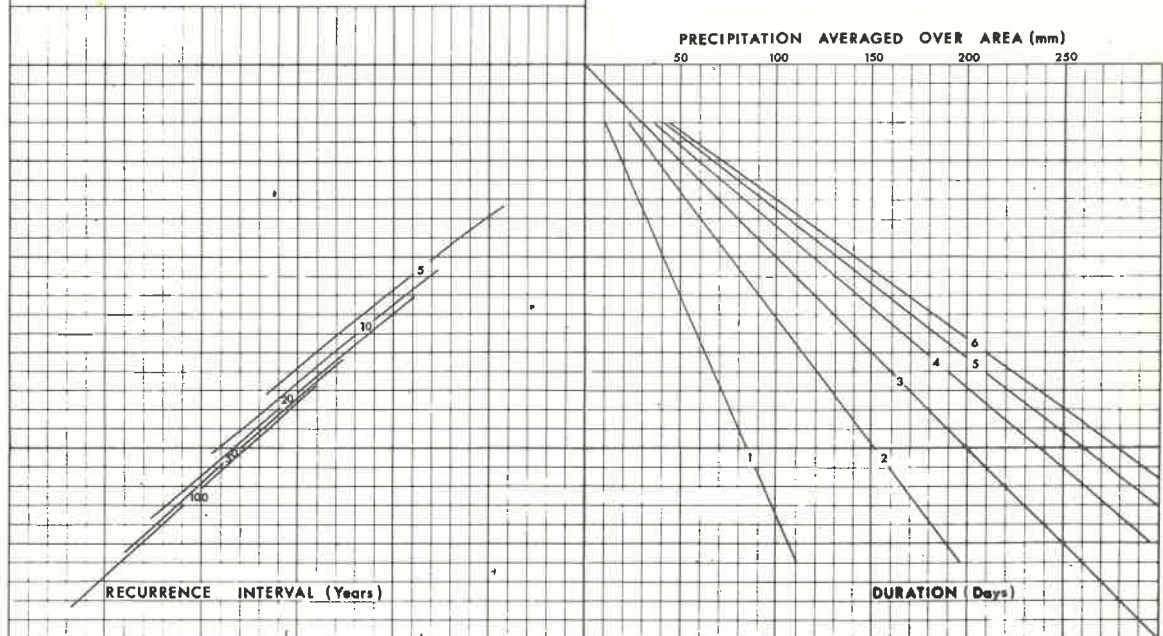 PRECIPITATION AVERAGED OVER AREA (mm)
50 100 150 200 250
5
10
20
50
100
6
5
4
3
2
1
RECURRENCE INTERVAL (Years)
DURATION (Days)